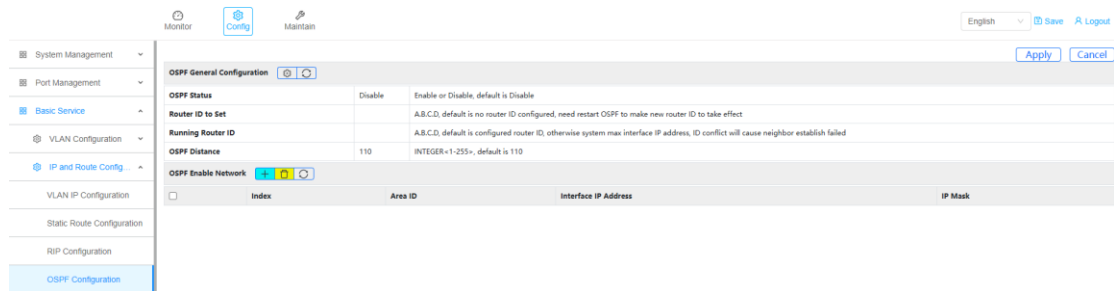 Monitor Config Maintain English Save Logout
System Management
Port Management
Basic Service
VLAN Configuration
IP and Route Config...
VLAN IP Configuration
Static Route Configuration
RIP Configuration
OSPF Configuration
Apply Cancel
OSPF General Configuration
OSPF Status Disable Enable or Disable, default is Disable
Router ID to Set A.B.C.D, default is no router ID configured, need restart OSPF to make new router ID to take effect
Running Router ID A.B.C.D, default is configured router ID, otherwise system max interface IP address, ID conflict will cause neighbor establish failed
OSPF Distance 110 INTEGER<1-255>, default is 110
OSPF Enable Network
Index Area ID Interface IP Address IP Mask